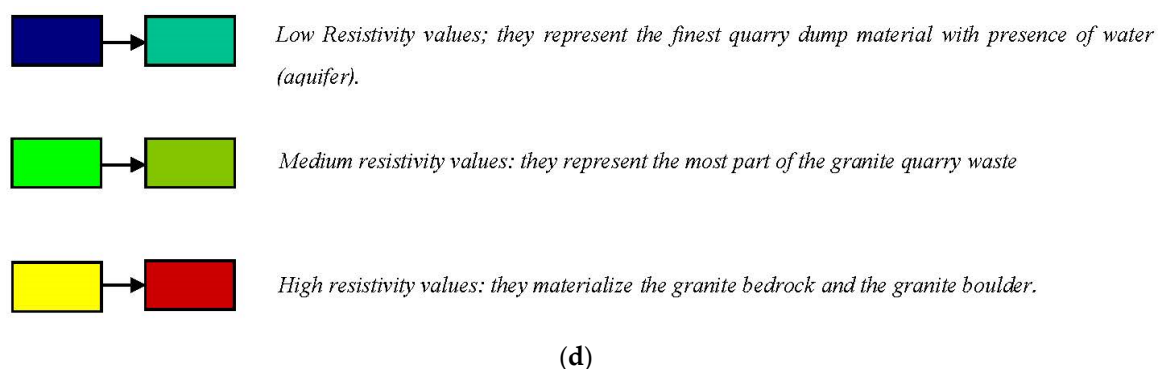 Low Resistivity values; they represent the finest quarry dump material with presence of water
(aquifer).
Medium resistivity values: they represent the most part of the granite quarry waste
High resistivity values: they materialize the granite bedrock and the granite boulder.
(d)